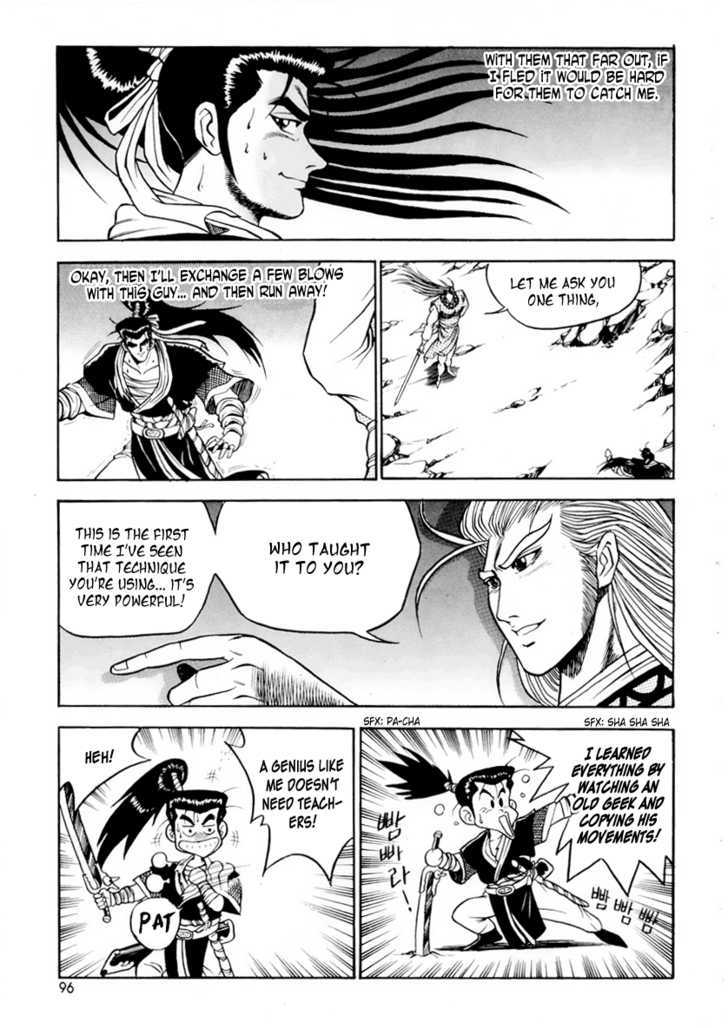 WITH THEM THAT FAR OUT, IF
I FLED IT WOULD BE HARD
FOR THEM TO CATCH ME.
OKAY, THEN I'LL EXCHANGE A FEW BLOWS
WITH THIS GUY... AND THEN RUN AWAY!
LET ME ASK YOU
ONE THING,
THIS IS THE FIRST
TIME I'VE SEEN
THAT TECHNIQUE
YOU'RE USING... IT'S
VERY POWERFUL!
WHO TAUGHT
IT TO YOU?
HEH!
A GENIUS LIKE
ME DOESN'T
NEED TEACH-
ERS!
PAT
SFX: PA-CHA
SFX: SHA SHA SHA
I LEARNED
EVERYTHING BY
WATCHING AN
OLD GEEK AND
COPYING HIS
MOVEMENTS!
빰
빠
라!
빰
빰
빰
96